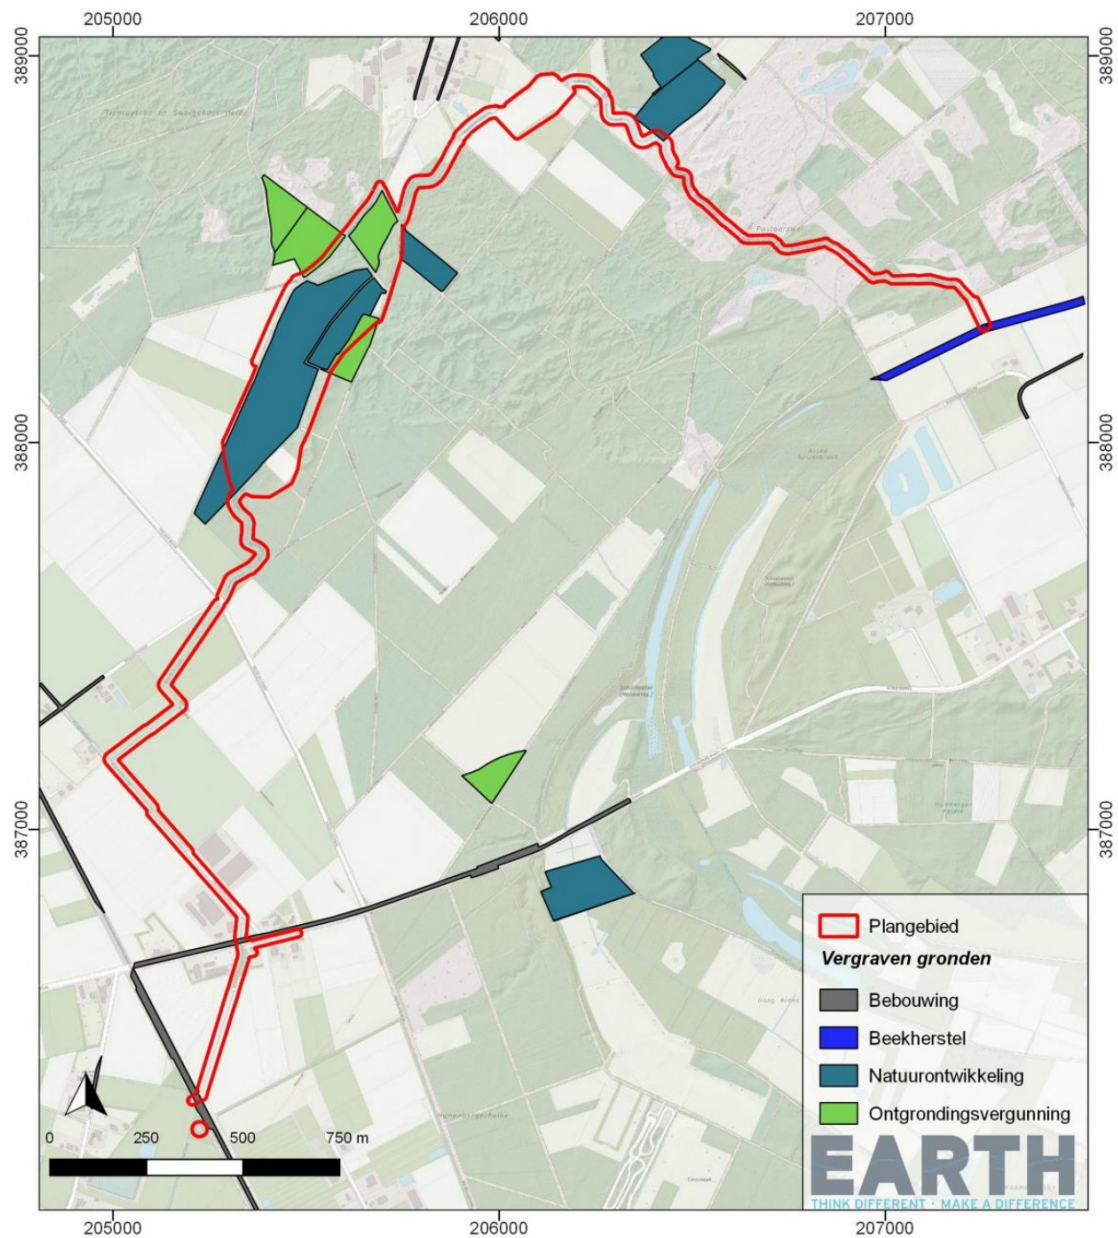 205000 206000 207000
389000 389000
388000 388000
387000 387000
Plangebied
Vergraven gronden
Bebouwing
Beekherstel
Natuurontwikkeling
Ontgrondingsvergunning
0 250 500 750 m
EARTH
THINK DIFFERENT · MAKE A DIFFERENCE
205000 206000 207000